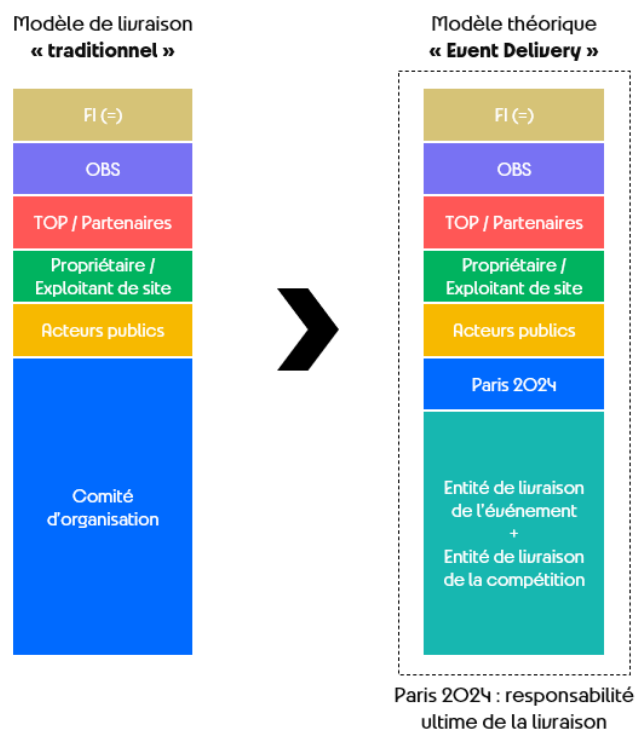 Modèle de livraison
« traditionnel »
FI (=)
OBS
TOP / Partenaires
Propriétaire /
Exploitant de site
Acteurs publics
Comité
d'organisation
Modèle théorique
« Event Delivery »
FI (=)
OBS
TOP / Partenaires
Propriétaire /
Exploitant de site
Acteurs publics
Paris 2024
Entité de livraison
de l'événement
+
Entité de livraison
de la compétition
Paris 2024 : responsabilité
ultime de la livraison